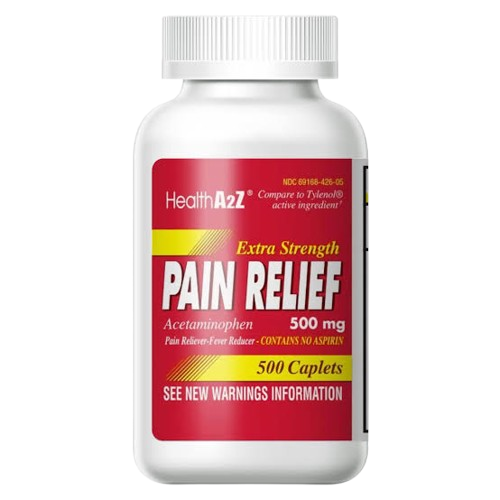 NDC 69168-426-05
HealthA2Z® Compare to Tylenol®
active ingredient†
Extra Strength
PAIN RELIEF
Acetaminophen 500 mg
Pain Reliever-Fever Reducer - CONTAINS NO ASPIRIN
500 Caplets
SEE NEW WARNINGS INFORMATION